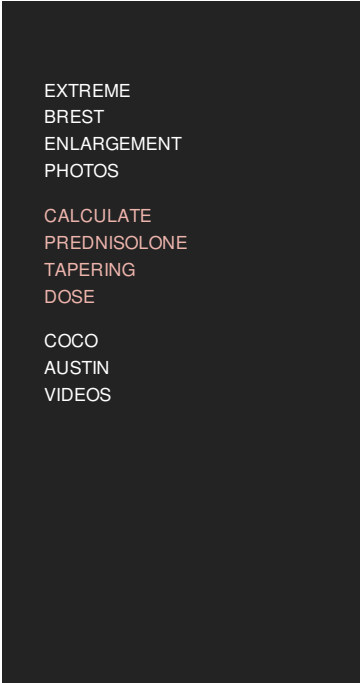 EXTREME
BREST
ENLARGEMENT
PHOTOS
CALCULATE
PREDNISOLONE
TAPERING
DOSE
COCO
AUSTIN
VIDEOS